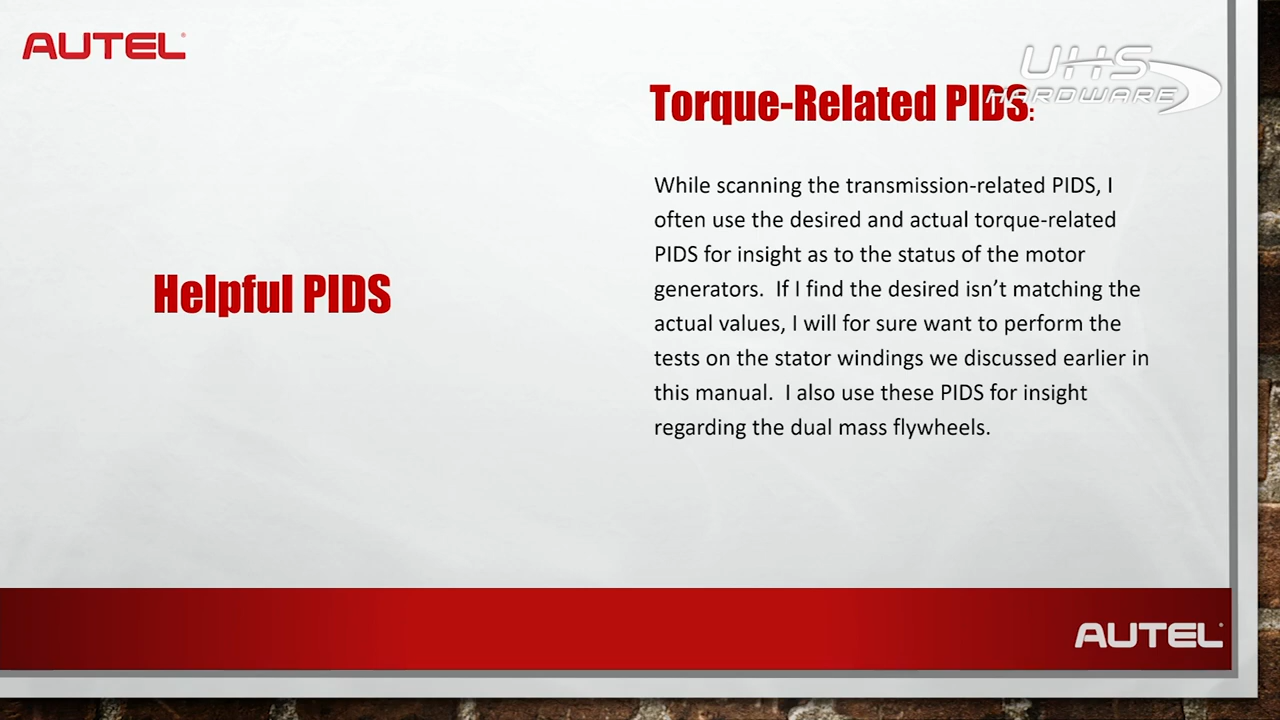 AUTEL
UHS
HARDWARE
Torque-Related PIDS:
While scanning the transmission-related PIDS, I
often use the desired and actual torque-related
PIDS for insight as to the status of the motor
generators.  If I find the desired isn’t matching the
actual values, I will for sure want to perform the
tests on the stator windings we discussed earlier in
this manual.  I also use these PIDS for insight
regarding the dual mass flywheels.
Helpful PIDS
AUTEL